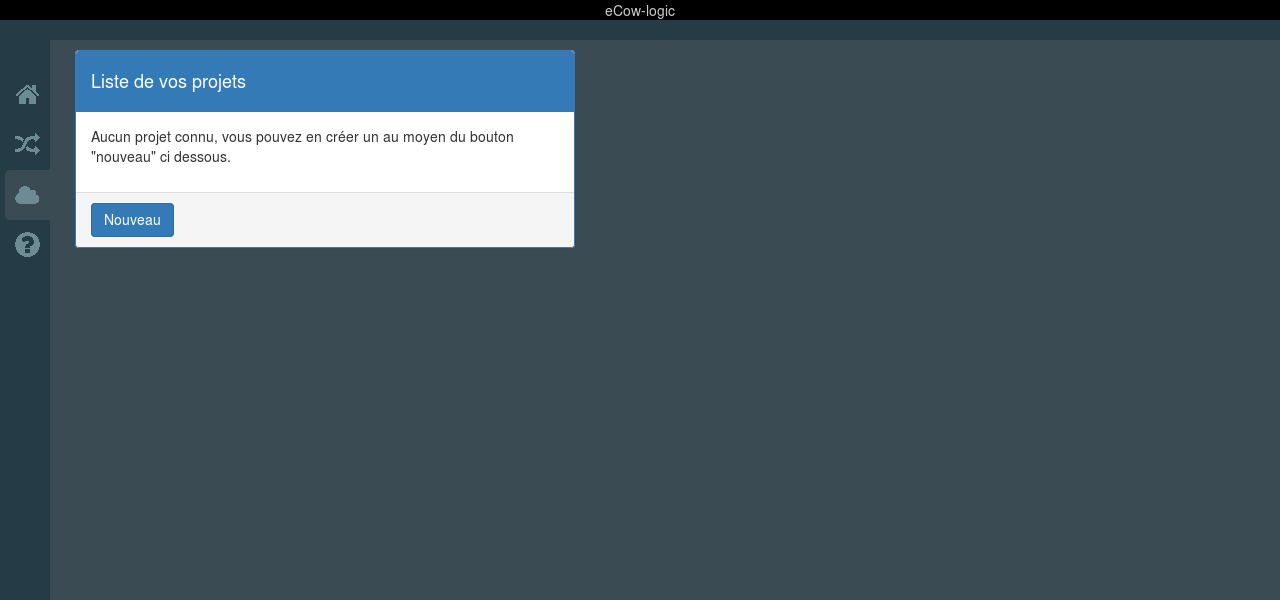 eCow-logic
Liste de vos projets
Aucun projet connu, vous pouvez en créer un au moyen du bouton
"nouveau" ci dessous.
Nouveau